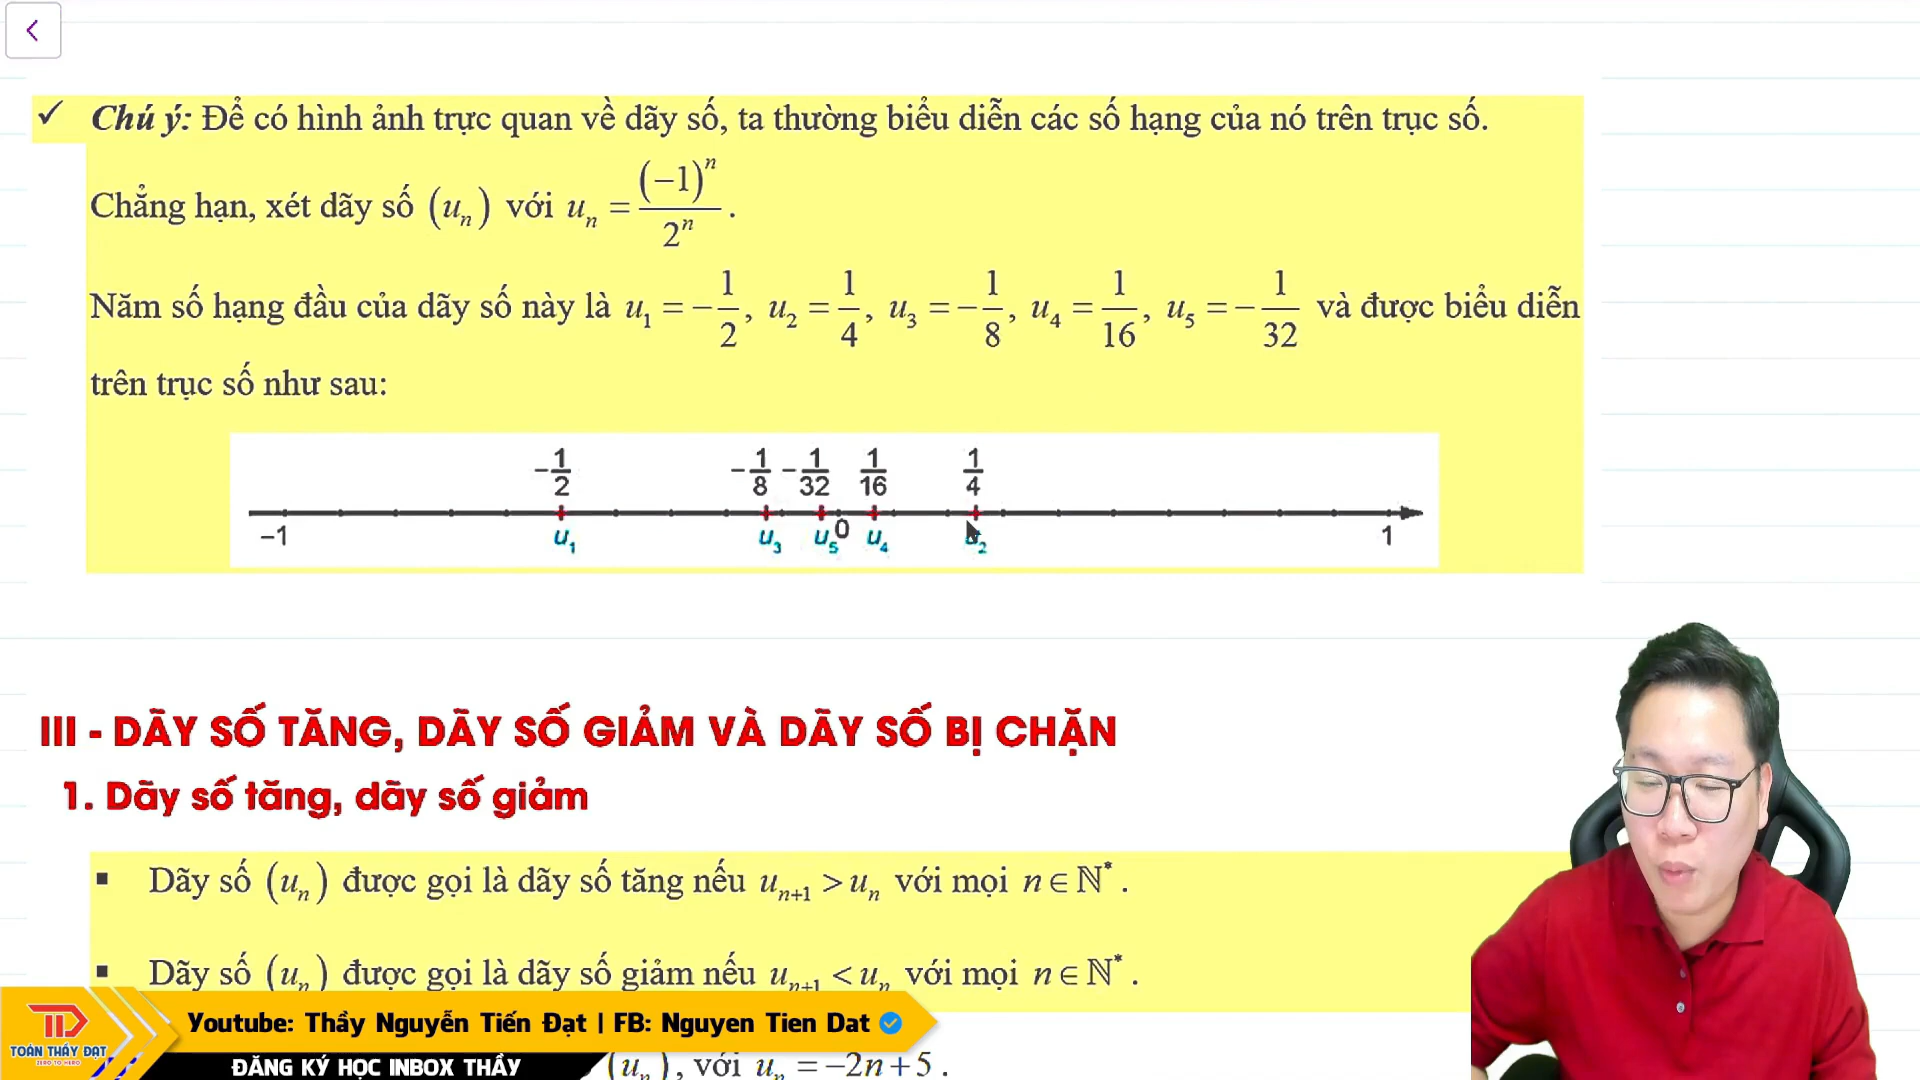 ✓ Chú ý: Để có hình ảnh trực quan về dãy số, ta thường biểu diễn các số hạng của nó trên trục số.
Chẳng hạn, xét dãy số (uₙ) với uₙ = (−1)ⁿ/2ⁿ.
Năm số hạng đầu của dãy số này là u₁ = −1/2, u₂ = 1/4, u₃ = −1/8, u₄ = 1/16, u₅ = −1/32 và được biểu diễn
trên trục số như sau:
−1/2 −1/8 −1/32 1/16 1/4
−1 u₁ u₃ u₅ 0 u₄ u₂ 1
III - DÃY SỐ TĂNG, DÃY SỐ GIẢM VÀ DÃY SỐ BỊ CHẶN
1. Dãy số tăng, dãy số giảm
▪ Dãy số (uₙ) được gọi là dãy số tăng nếu uₙ₊₁ > uₙ với mọi n ∈ ℕ*.
▪ Dãy số (uₙ) được gọi là dãy số giảm nếu uₙ₊₁ < uₙ với mọi n ∈ ℕ*.
Youtube: Thầy Nguyễn Tiến Đạt | FB: Nguyen Tien Dat
TOÁN THẦY ĐẠT
ZERO TO HERO
ĐĂNG KÝ HỌC INBOX THẦY
(uₙ), với uₙ = −2n + 5.